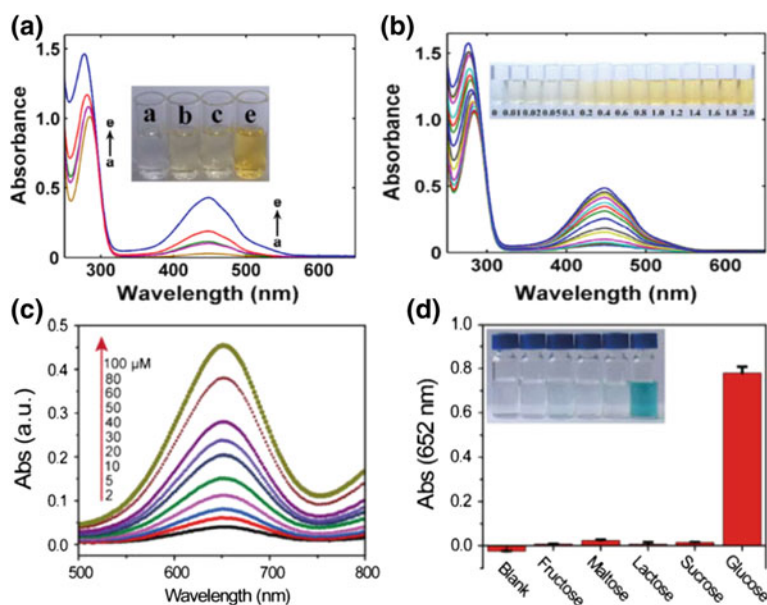 (a)
Absorbance
1.5
1.0
0.5
0
a b c e
e
a
e
a
300 400 500 600
Wavelength (nm)
(b)
Absorbance
1.5
1.0
0.5
0
0 0.01 0.02 0.05 0.1 0.2 0.4 0.6 0.8 1.0 1.2 1.4 1.6 1.8 2.0
300 400 500 600
Wavelength (nm)
(c)
Abs (a.u.)
0.5
0.4
0.3
0.2
0.1
0.0
100 µM
80
60
50
40
30
20
10
5
2
500 600 700 800
Wavelength (nm)
(d)
Abs (652 nm)
1.0
0.8
0.6
0.4
0.2
0.0
Blank Fructose Maltose Lactose Sucrose Glucose